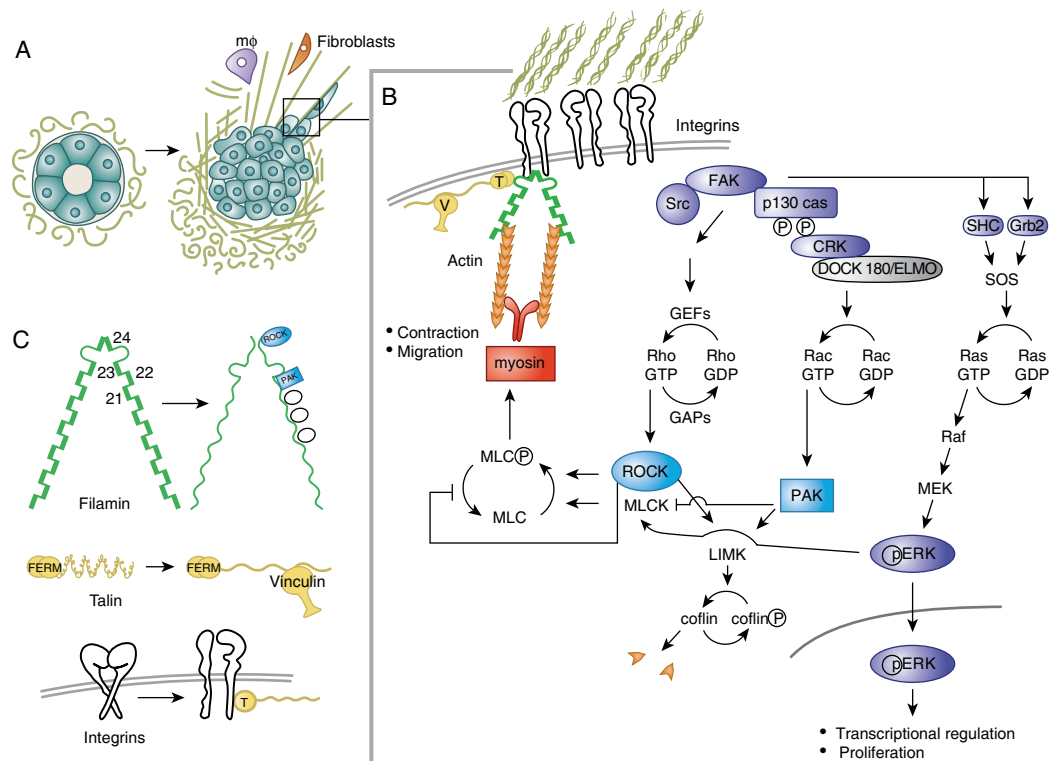 A
mϕ
Fibroblasts
B
Integrins
T
V
FAK
Src
p130 cas
P P
SHC Grb2
CRK
DOCK 180/ELMO
SOS
Actin
GEFs
• Contraction
• Migration
myosin
Rho
GTP
Rho
GDP
Rac
GTP
Rac
GDP
Ras
GTP
Ras
GDP
GAPs
Raf
MLC P
MLC
ROCK
MLCK
PAK
MEK
LIMK
pERK
coflin
coflin P
pERK
• Transcriptional regulation
• Proliferation
C
24
23
22
21
ROCK
PAK
Filamin
FERM
FERM
Talin
Vinculin
T
Integrins